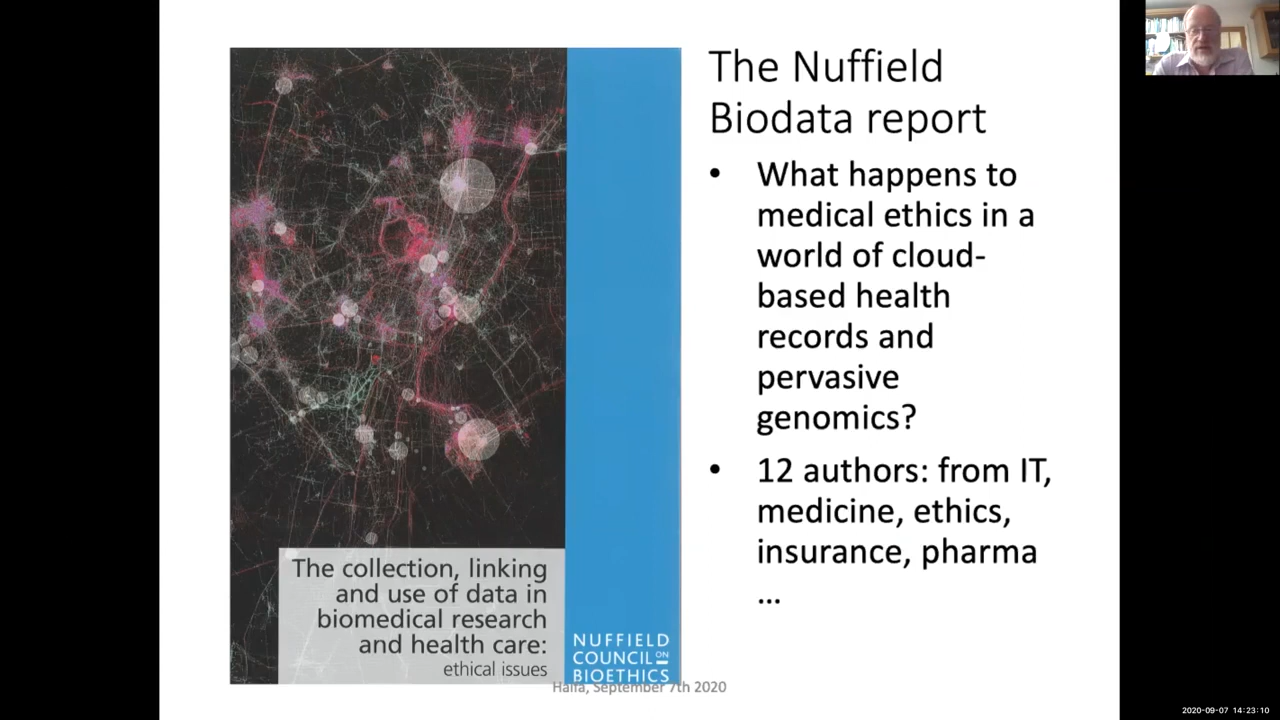 The Nuffield
Biodata report
• What happens to
medical ethics in a
world of cloud-
based health
records and
pervasive
genomics?
• 12 authors: from IT,
medicine, ethics,
insurance, pharma
...
The collection, linking
and use of data in
biomedical research
and health care:
ethical issues
NUFFIELD
COUNCIL ON
BIOETHICS
Haifa, September 7th 2020
2020-09-07 14:23:10